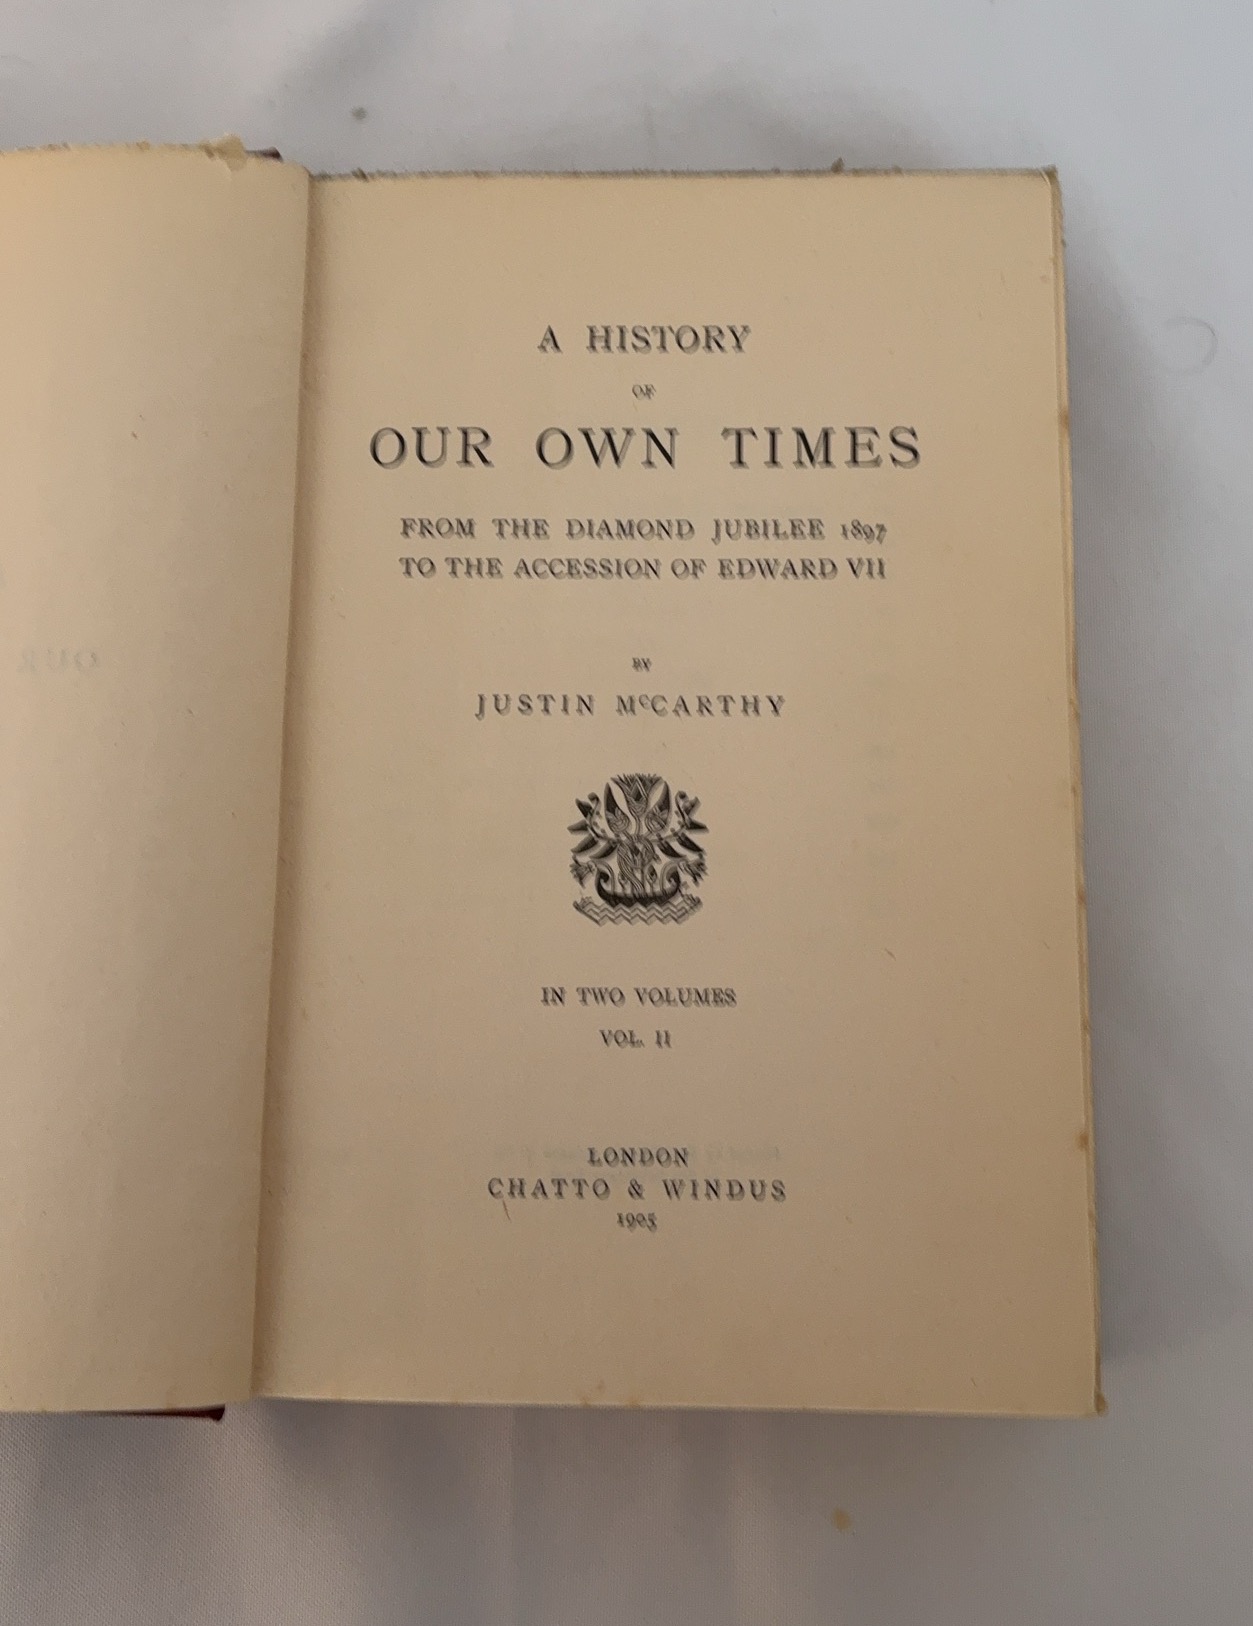 A HISTORY
OF
OUR OWN TIMES
FROM THE DIAMOND JUBILEE 1897
TO THE ACCESSION OF EDWARD VII
BY
JUSTIN McCARTHY
IN TWO VOLUMES
VOL. II
LONDON
CHATTO & WINDUS
1905